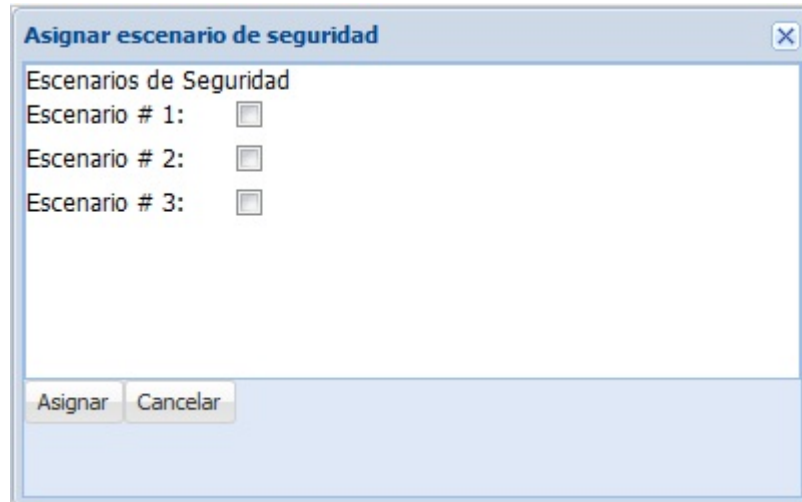 Asignar escenario de seguridad
Escenarios de Seguridad
Escenario # 1:
Escenario # 2:
Escenario # 3:
Asignar Cancelar